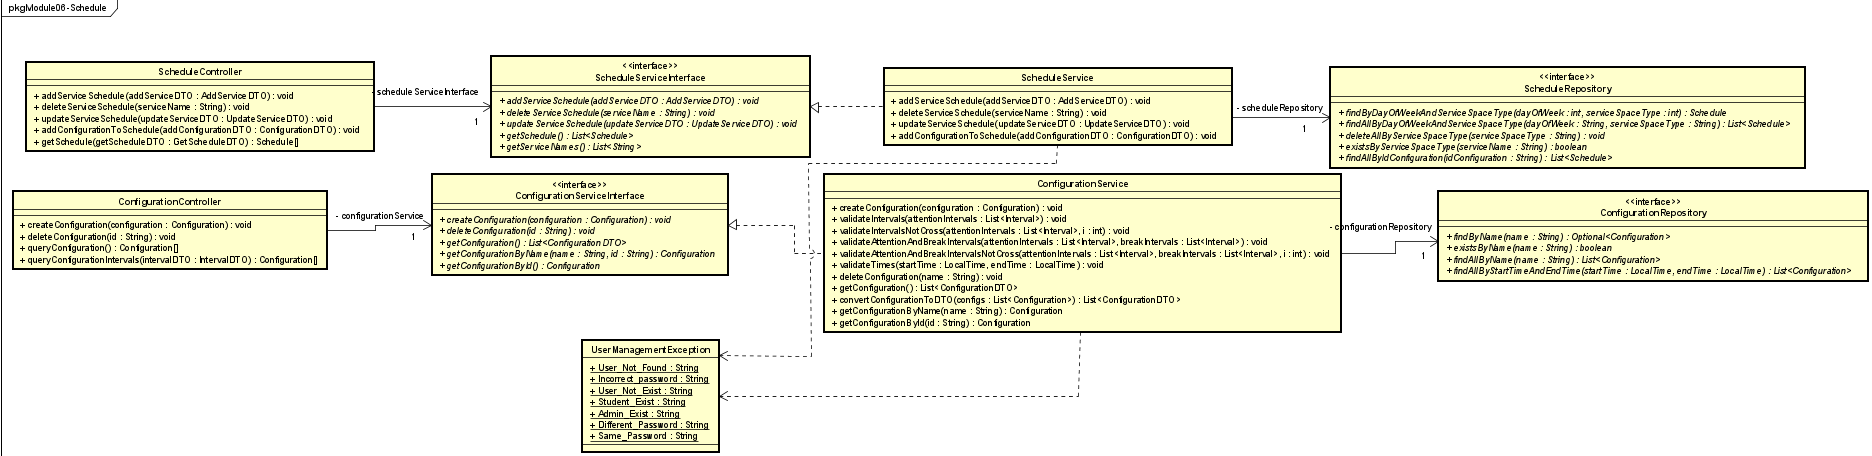 pkgModule06 - Schedule
ScheduleController
+ addServiceSchedule(addServiceDTO : AddServiceDTO) : void
+ deleteServiceSchedule(serviceName : String) : void
+ updateServiceSchedule(updateServiceDTO : UpdateServiceDTO) : void
+ addConfigurationToSchedule(addConfigurationDTO : ConfigurationDTO) : void
+ getSchedule(getScheduleDTO : GetScheduleDTO) : Schedule[]
- scheduleServiceInterface
1
<<interface>>
ScheduleServiceInterface
+ addServiceSchedule(addServiceDTO : AddServiceDTO) : void
+ deleteServiceSchedule(serviceName : String) : void
+ updateServiceSchedule(updateServiceDTO : UpdateServiceDTO) : void
+ getSchedule() : List<Schedule>
+ getServiceNames() : List<String>
ScheduleService
+ addServiceSchedule(addServiceDTO : AddServiceDTO) : void
+ deleteServiceSchedule(serviceName : String) : void
+ updateServiceSchedule(updateServiceDTO : UpdateServiceDTO) : void
+ addConfigurationToSchedule(addConfigurationDTO : ConfigurationDTO) : void
- scheduleRepository
1
<<interface>>
ScheduleRepository
+ findByDayOfWeekAndServiceSpaceType(dayOfWeek : int, serviceSpaceType : int) : Schedule
+ findAllByDayOfWeekAndServiceSpaceType(dayOfWeek : String, serviceSpaceType : String) : List<Schedule>
+ deleteAllByServiceSpaceType(serviceSpaceType : String) : void
+ existsByServiceSpaceType(serviceName : String) : boolean
+ findAllByIdConfiguration(idConfiguration : String) : List<Schedule>
ConfigurationController
+ createConfiguration(configuration : Configuration) : void
+ deleteConfiguration(id : String) : void
+ queryConfiguration() : Configuration[]
+ queryConfigurationIntervals(intervalDTO : IntervalDTO) : Configuration[]
- configurationService
1
<<interface>>
ConfigurationServiceInterface
+ createConfiguration(configuration : Configuration) : void
+ deleteConfiguration(id : String) : void
+ getConfiguration() : List<ConfigurationDTO>
+ getConfigurationByName(name : String, id : String) : Configuration
+ getConfigurationById() : Configuration
ConfigurationService
+ createConfiguration(configuration : Configuration) : void
+ validateIntervals(attentionIntervals : List<Interval>) : void
+ validateIntervalsNotCross(attentionIntervals : List<Interval>, i : int) : void
+ validateAttentionAndBreakIntervals(attentionIntervals : List<Interval>, breakIntervals : List<Interval>) : void
+ validateAttentionAndBreakIntervalsNotCross(attentionIntervals : List<Interval>, breakIntervals : List<Interval>, i : int) : void
+ validateTimes(startTime : LocalTime, endTime : LocalTime) : void
+ deleteConfiguration(name : String) : void
+ getConfiguration() : List<ConfigurationDTO>
+ convertConfigurationToDTO(configs : List<Configuration>) : List<ConfigurationDTO>
+ getConfigurationByName(name : String) : Configuration
+ getConfigurationById(id : String) : Configuration
- configurationRepository
1
<<interface>>
ConfigurationRepository
+ findByName(name : String) : Optional<Configuration>
+ existsByName(name : String) : boolean
+ findAllByName(name : String) : List<Configuration>
+ findAllByStartTimeAndEndTime(startTime : LocalTime, endTime : LocalTime) : List<Configuration>
UserManagementException
+ User_Not_Found : String
+ Incorrect_password : String
+ User_Not_Exist : String
+ Student_Exist : String
+ Admin_Exist : String
+ Different_Password : String
+ Same_Password : String